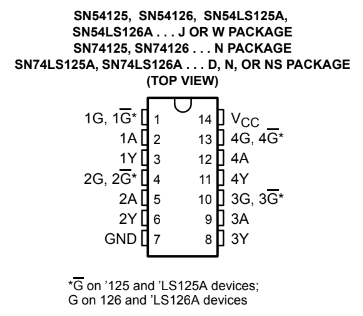 SN54125, SN54126, SN54LS125A,
SN54LS126A . . . J OR W PACKAGE
SN74125, SN74126 . . . N PACKAGE
SN74LS125A, SN74LS126A . . . D, N, OR NS PACKAGE
(TOP VIEW)
1G, 1G̅* 1 14 VCC
1A 2 13 4G, 4G̅*
1Y 3 12 4A
2G, 2G̅* 4 11 4Y
2A 5 10 3G, 3G̅*
2Y 6 9 3A
GND 7 8 3Y
*G̅ on '125 and 'LS125A devices;
G on 126 and 'LS126A devices